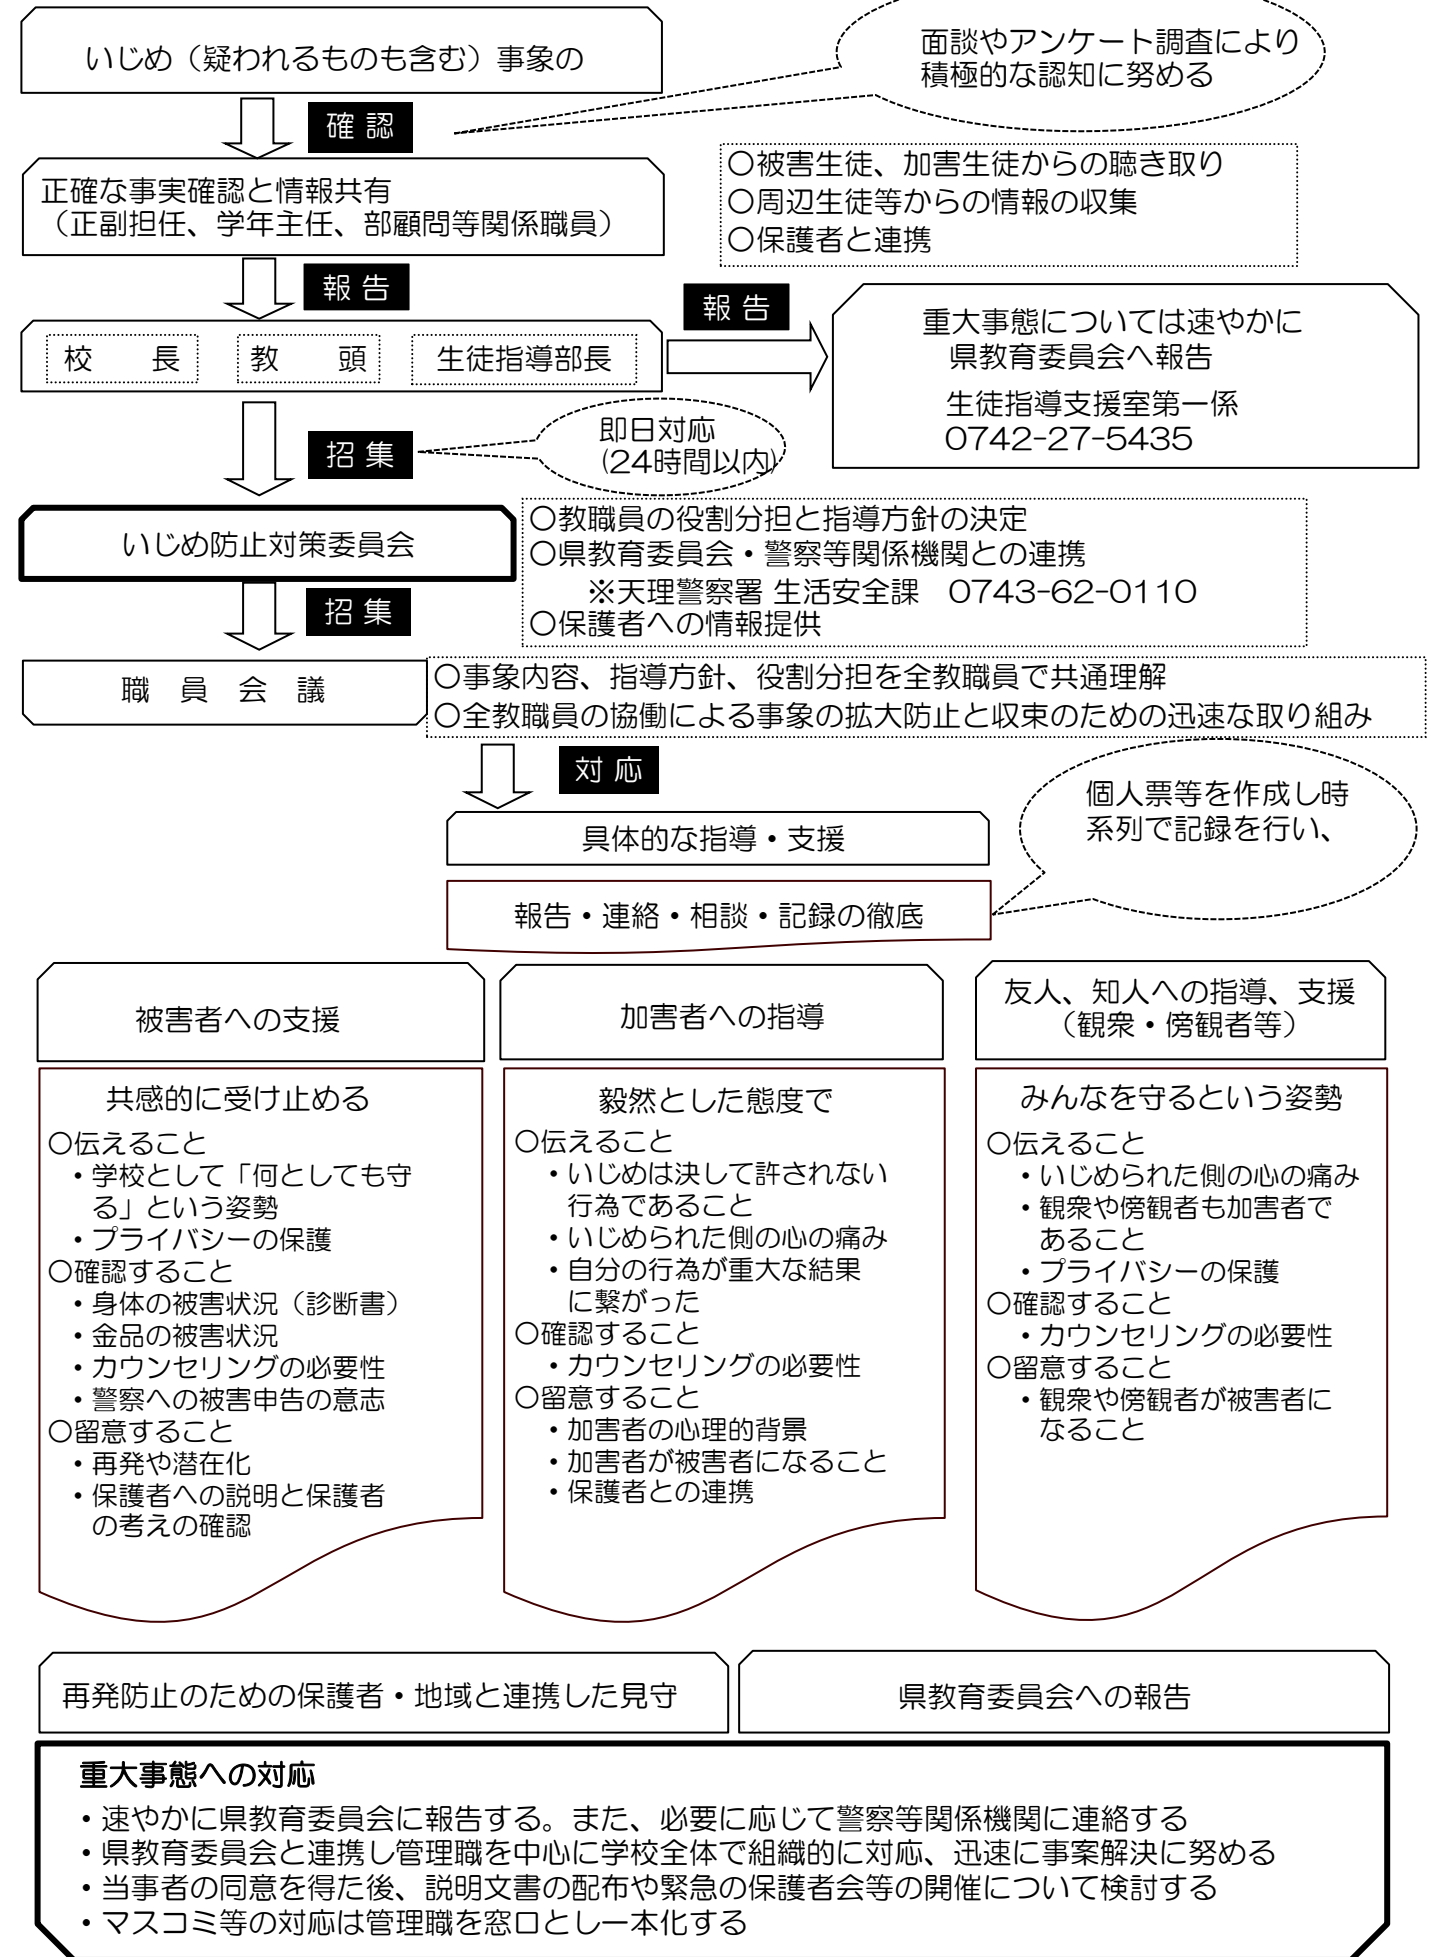 いじめ（疑われるものも含む）事象の
面談やアンケート調査により
積極的な認知に努める
確 認
正確な事実確認と情報共有
（正副担任、学年主任、部顧問等関係職員）
〇被害生徒、加害生徒からの聴き取り
〇周辺生徒等からの情報の収集
〇保護者と連携
報 告
校　　長
教　　頭
生徒指導部長
報 告
重大事態については速やかに
県教育委員会へ報告
生徒指導支援室第一係
0742-27-5435
招 集
即日対応
(24時間以内)
いじめ防止対策委員会
〇教職員の役割分担と指導方針の決定
〇県教育委員会・警察等関係機関との連携
※天理警察署 生活安全課　0743-62-0110
〇保護者への情報提供
招 集
職　員　会　議
〇事象内容、指導方針、役割分担を全教職員で共通理解
〇全教職員の協働による事象の拡大防止と収束のための迅速な取り組み
対 応
具体的な指導・支援
個人票等を作成し時
系列で記録を行い、
報告・連絡・相談・記録の徹底
被害者への支援
共感的に受け止める
〇伝えること
・学校として「何としても守
る」という姿勢
・プライバシーの保護
〇確認すること
・身体の被害状況（診断書）
・金品の被害状況
・カウンセリングの必要性
・警察への被害申告の意志
〇留意すること
・再発や潜在化
・保護者への説明と保護者
の考えの確認
加害者への指導
毅然とした態度で
〇伝えること
・いじめは決して許されない
行為であること
・いじめられた側の心の痛み
・自分の行為が重大な結果
に繋がった
〇確認すること
・カウンセリングの必要性
〇留意すること
・加害者の心理的背景
・加害者が被害者になること
・保護者との連携
友人、知人への指導、支援
（観衆・傍観者等）
みんなを守るという姿勢
〇伝えること
・いじめられた側の心の痛み
・観衆や傍観者も加害者で
あること
・プライバシーの保護
〇確認すること
・カウンセリングの必要性
〇留意すること
・観衆や傍観者が被害者に
なること
再発防止のための保護者・地域と連携した見守
県教育委員会への報告
重大事態への対応
・速やかに県教育委員会に報告する。また、必要に応じて警察等関係機関に連絡する
・県教育委員会と連携し管理職を中心に学校全体で組織的に対応、迅速に事案解決に努める
・当事者の同意を得た後、説明文書の配布や緊急の保護者会等の開催について検討する
・マスコミ等の対応は管理職を窓口とし一本化する